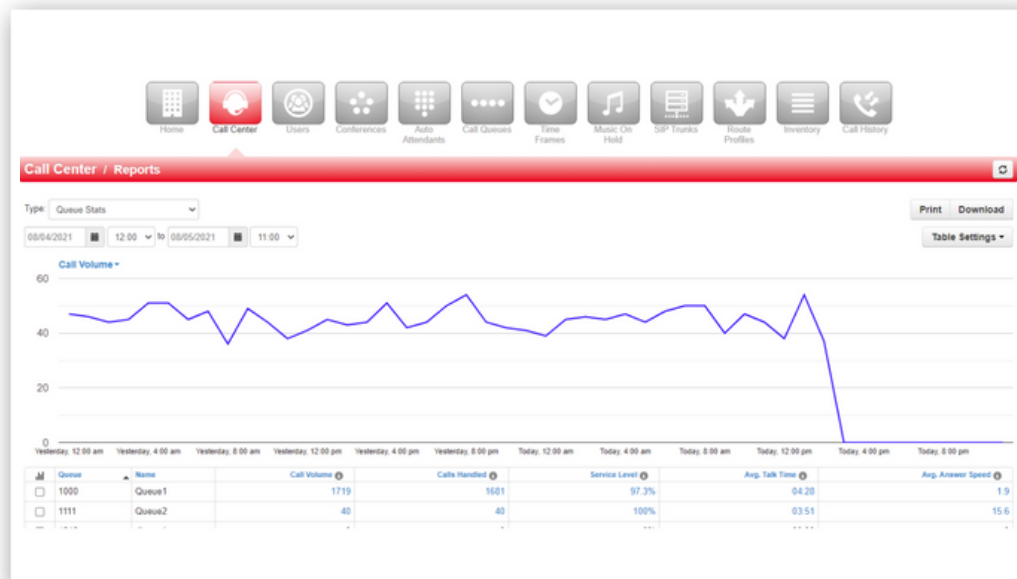 Home Call Center Users Conferences Auto Attendants Call Queues Time Frames Music On Hold SIP Trunks Route Profiles Inventory Call History
Call Center / Reports
Type: Queue Stats Print Download
08/04/2021 12:00 to 08/05/2021 11:00 Table Settings
Call Volume
60
40
20
0
Yesterday, 12:00 am Yesterday, 4:00 am Yesterday, 8:00 am Yesterday, 12:00 pm Yesterday, 4:00 pm Yesterday, 8:00 pm Today, 12:00 am Today, 4:00 am Today, 8:00 am Today, 12:00 pm Today, 4:00 pm Today, 8:00 pm
Queue Name Call Volume Calls Handled Service Level Avg. Talk Time Avg. Answer Speed
1000 Queue1 1719 1681 97.3% 04:28 1.9
1111 Queue2 40 40 100% 03:51 15.6